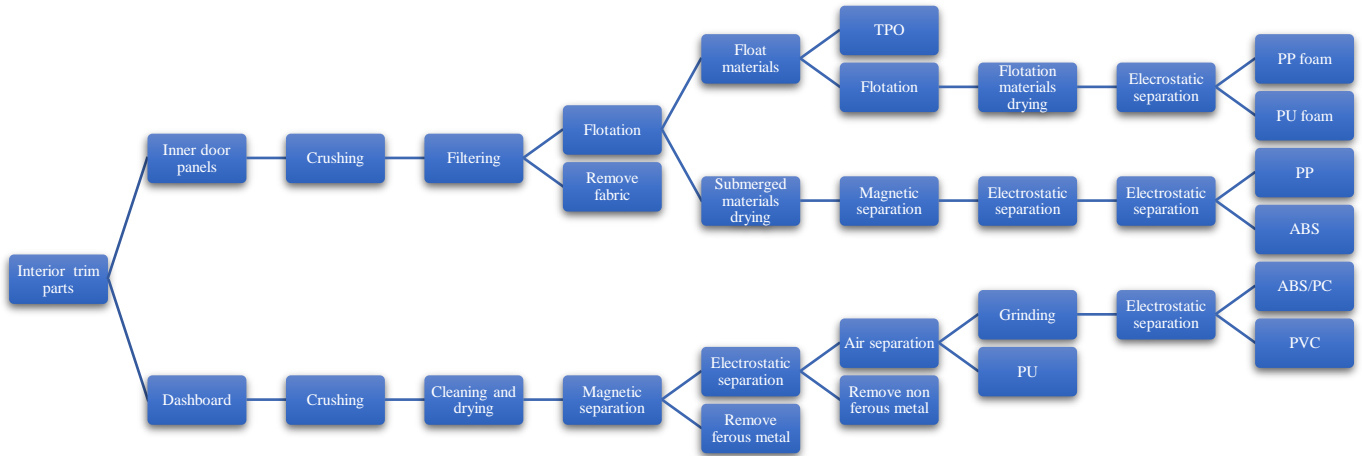 TPO
Float
materials
Flotation
Flotation
materials
drying
Elecrostatic
separation
PP foam
PU foam
Inner door
panels
Crushing
Filtering
Flotation
Remove
fabric
Submerged
materials
drying
Magnetic
separation
Electrostatic
separation
Electrostatic
separation
PP
ABS
Interior trim
parts
Dashboard
Crushing
Cleaning and
drying
Magnetic
separation
Electrostatic
separation
Remove
ferous metal
Air separation
Remove non
ferous metal
Grinding
PU
Electrostatic
separation
ABS/PC
PVC